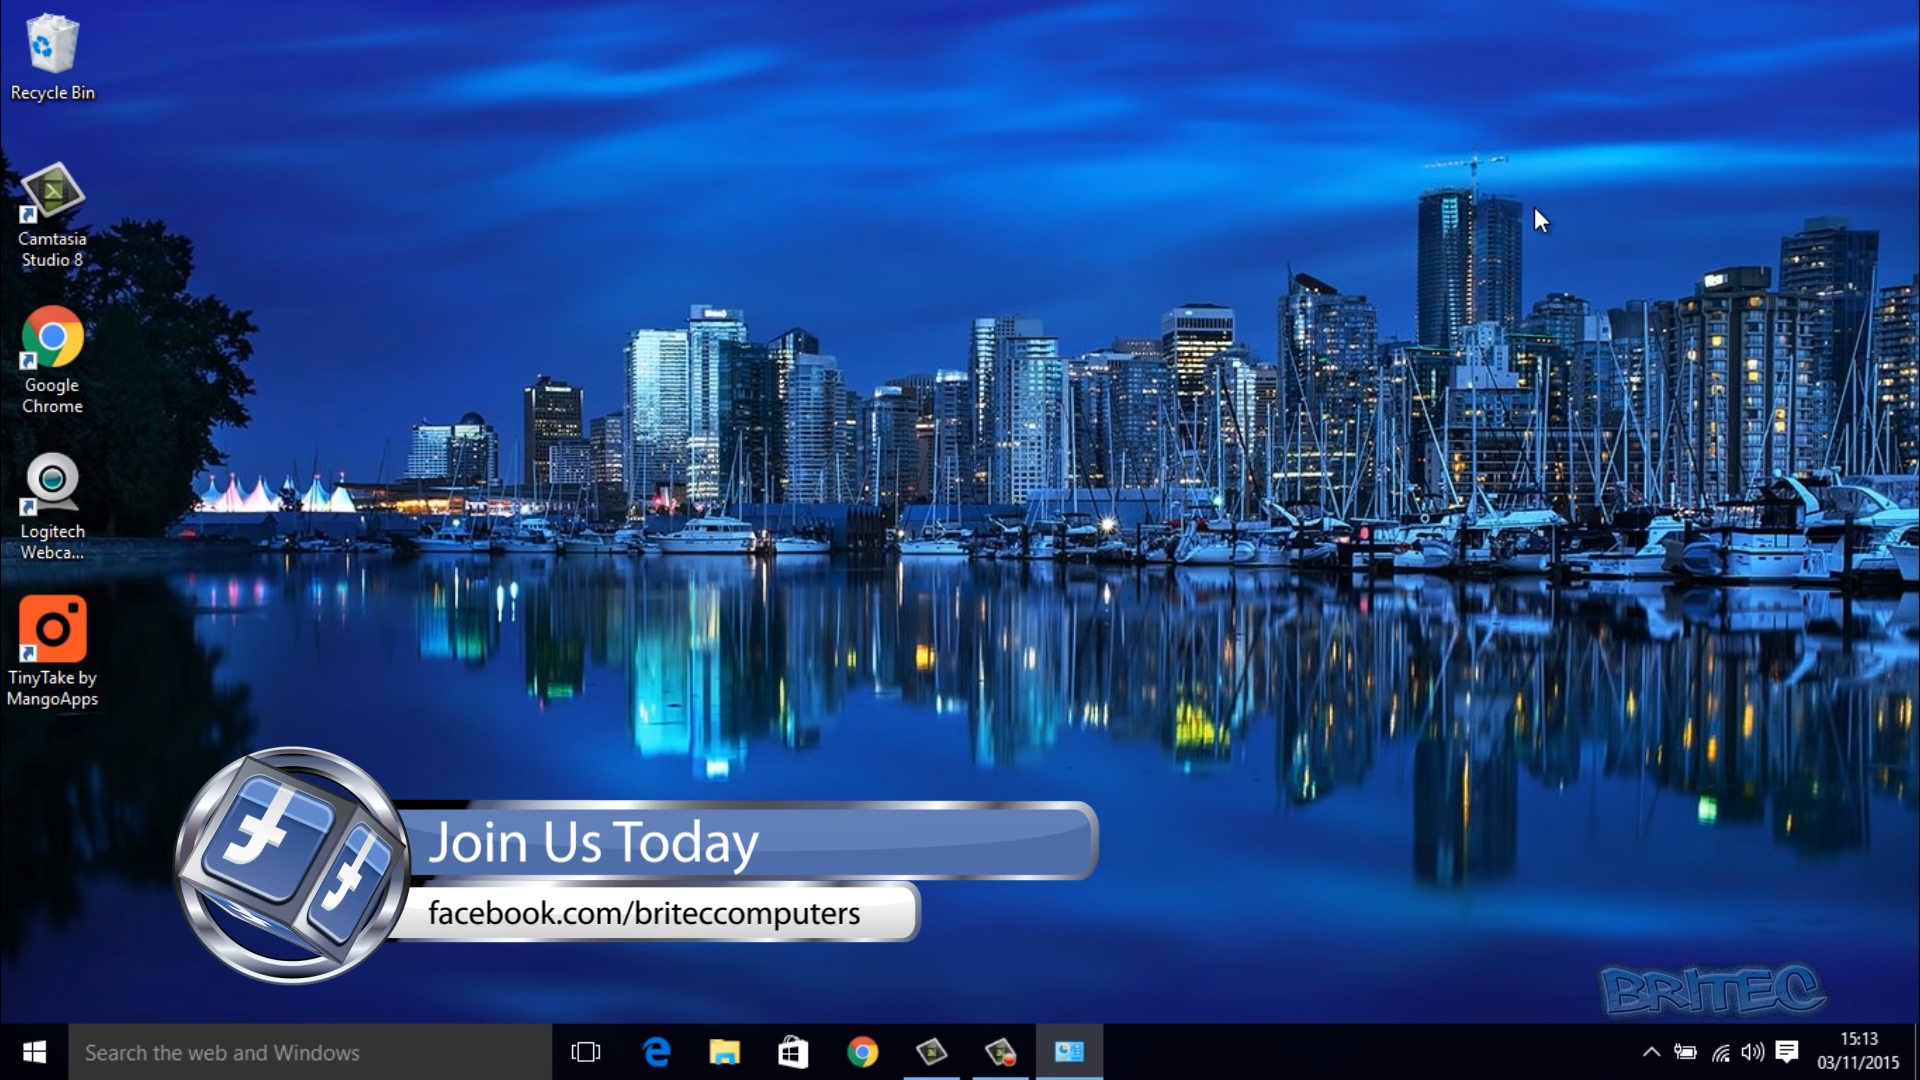 Recycle Bin
Camtasia
Studio 8
Google
Chrome
Logitech
Webca...
TinyTake by
MangoApps
Join Us Today
facebook.com/briteccomputers
BRITEC
Search the web and Windows
15:13
03/11/2015